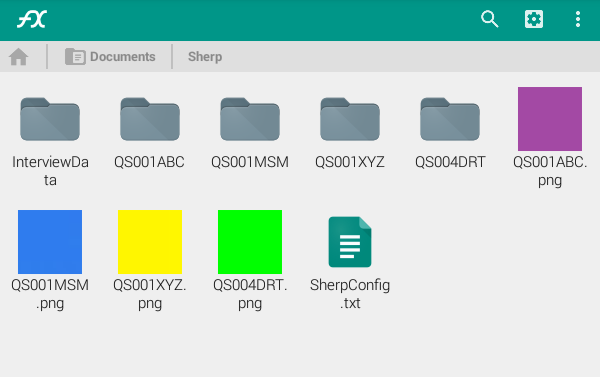 FX
Documents
Sherp
InterviewDa
ta
QS001ABC
QS001MSM
QS001XYZ
QS004DRT
QS001ABC.
png
QS001MSM
.png
QS001XYZ.
png
QS004DRT.
png
SherpConfig
.txt